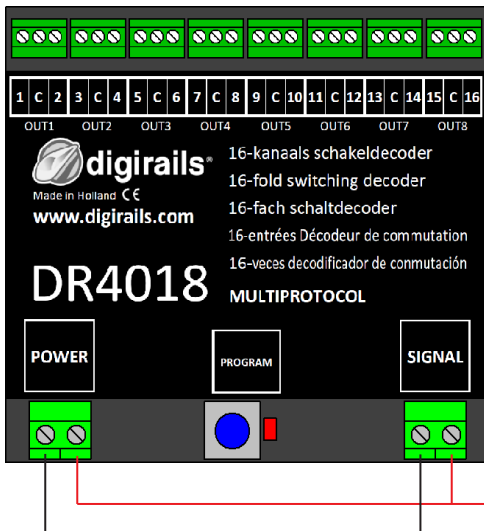 1 C 2 3 C 4 5 C 6 7 C 8 9 C 10 11 C 12 13 C 14 15 C 16
OUT1 OUT2 OUT3 OUT4 OUT5 OUT6 OUT7 OUT8
digirails®
Made in Holland CE
www.digirails.com
16-kanaals schakeldecoder
16-fold switching decoder
16-fach schaltdecoder
16-entrées Décodeur de commutation
16-veces decodificador de conmutación
DR4018
MULTIPROTOCOL
POWER
PROGRAM
SIGNAL